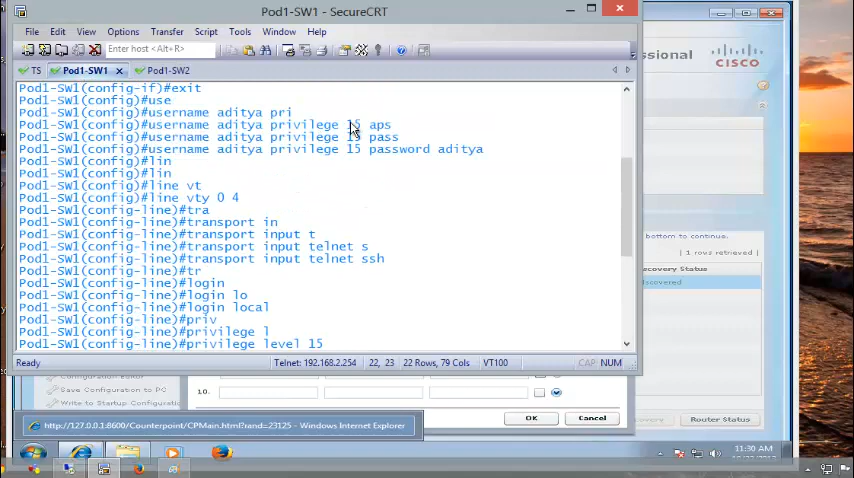 Pod1-SW1 - SecureCRT
File Edit View Options Transfer Script Tools Window Help
Enter host <Alt+R>
TS Pod1-SW1 Pod1-SW2
Pod1-SW1(config-if)#exit
Pod1-SW1(config)#use
Pod1-SW1(config)#username aditya pri
Pod1-SW1(config)#username aditya privilege 15 aps
Pod1-SW1(config)#username aditya privilege 15 pass
Pod1-SW1(config)#username aditya privilege 15 password aditya
Pod1-SW1(config)#lin
Pod1-SW1(config)#lin
Pod1-SW1(config)#line vt
Pod1-SW1(config)#line vty 0 4
Pod1-SW1(config-line)#tra
Pod1-SW1(config-line)#transport in
Pod1-SW1(config-line)#transport input t
Pod1-SW1(config-line)#transport input telnet s
Pod1-SW1(config-line)#transport input telnet ssh
Pod1-SW1(config-line)#tr
Pod1-SW1(config-line)#login
Pod1-SW1(config-line)#login lo
Pod1-SW1(config-line)#login local
Pod1-SW1(config-line)#priv
Pod1-SW1(config-line)#privilege l
Pod1-SW1(config-line)#privilege level 15
Ready Telnet: 192.168.2.254 22, 23 22 Rows, 79 Cols VT100 CAP NUM
essional
CISCO
bottom to continue.
| 1 rows retrieved |
scovery Status
scovered
Save Configuration to PC
Write to Startup Configuratio
10.
OK Cancel
Router Status
http://127.0.0.1:8600/Counterpoint/CPMain.html?rand=23125 - Windows Internet Explorer
11:30 AM